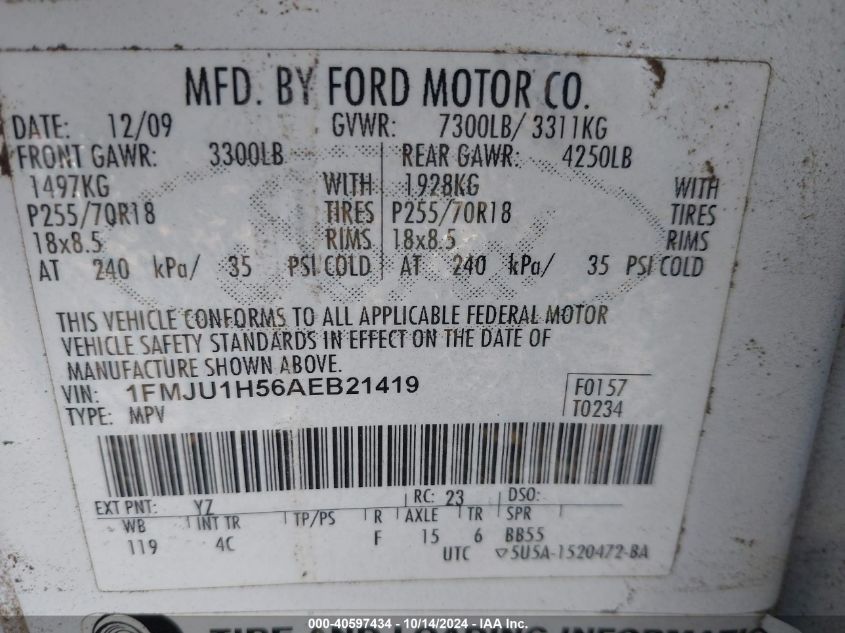 MFD. BY FORD MOTOR CO.
DATE: 12/09 GVWR: 7300LB/ 3311KG
FRONT GAWR: 3300LB REAR GAWR: 4250LB
1497KG WITH 1928KG WITH
P255/70R18 TIRES P255/70R18 TIRES
18x8.5 RIMS 18x8.5 RIMS
AT 240 kPa/ 35 PSI COLD AT 240 kPa/ 35 PSI COLD
THIS VEHICLE CONFORMS TO ALL APPLICABLE FEDERAL MOTOR
VEHICLE SAFETY STANDARDS IN EFFECT ON THE DATE OF
MANUFACTURE SHOWN ABOVE.
VIN: 1FMJU1H56AEB21419 F0157
TYPE: MPV T0234
EXT PNT: YZ RC: 23 DSO:
WB INT TR TP/PS R AXLE TR SPR
119 4C F 15 6 BB55
UTC ▽5U5A-1520472-BA
000-40597434 - 10/14/2024 - IAA Inc.
TIRE AND LOADING INFORMATION